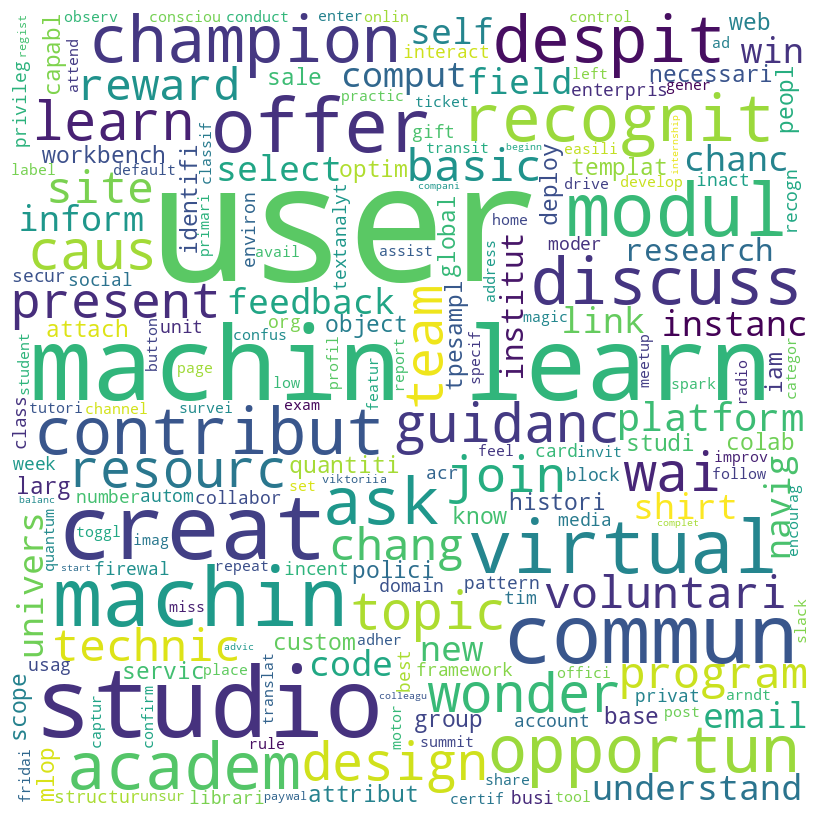 observ consciou conduct enter onlin control
regist privileg capabl attend champion self interact despit ad web win
reward sale comput field left necessari
practic ticket enterpris gener peopl
learn offer gift recognit
workbench transit easili internship
label default primari classif identifi select optim basic beginn templat deploy chanc
site environ textanalyt compani drive develop inact recogn
inform avail user global home modul
caus assist moder research
secur social address discuss
present feedback team tpesampl institut link instanc
attach org object specif magic iam
button unit confus meetup radio categor
student page machin learn
low profil featur report spark
class tutori channel survei exam
contribut guidanc platform
week resourc quantiti feel card invit studi colab
viktoriia improv
larg number autom collabor set acr join block wai follow
balanc quantum creat ask know histori media shirt complet navig encourag
toggl imag chang virtual
univers start firewal repeat incent polici domain pattern tim slack
machin miss topic voluntari
technic advic custom adher new commun
usag servic place code best framework offici program
scope translat colleagu wonder privat arndt
studio group base post email
fridai mlop captur confirm rule motor summit account
academ design opportun
structur unsur librari paywal attribut certif share busi tool understand